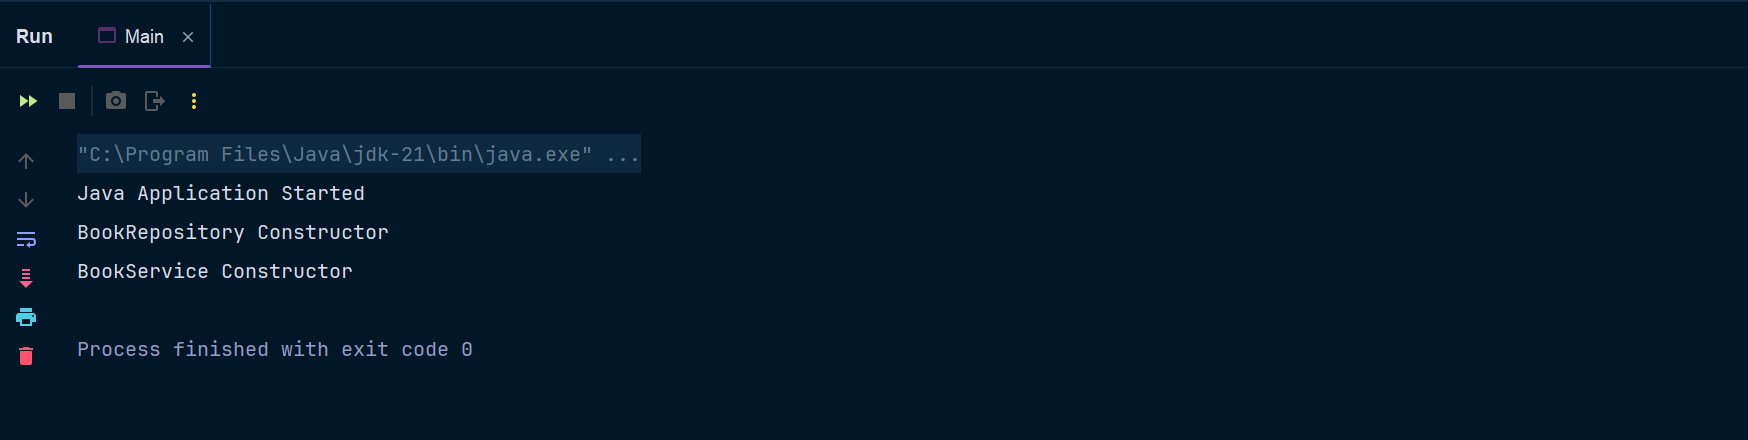 Run Main
"C:\Program Files\Java\jdk-21\bin\java.exe" ...
Java Application Started
BookRepository Constructor
BookService Constructor
Process finished with exit code 0